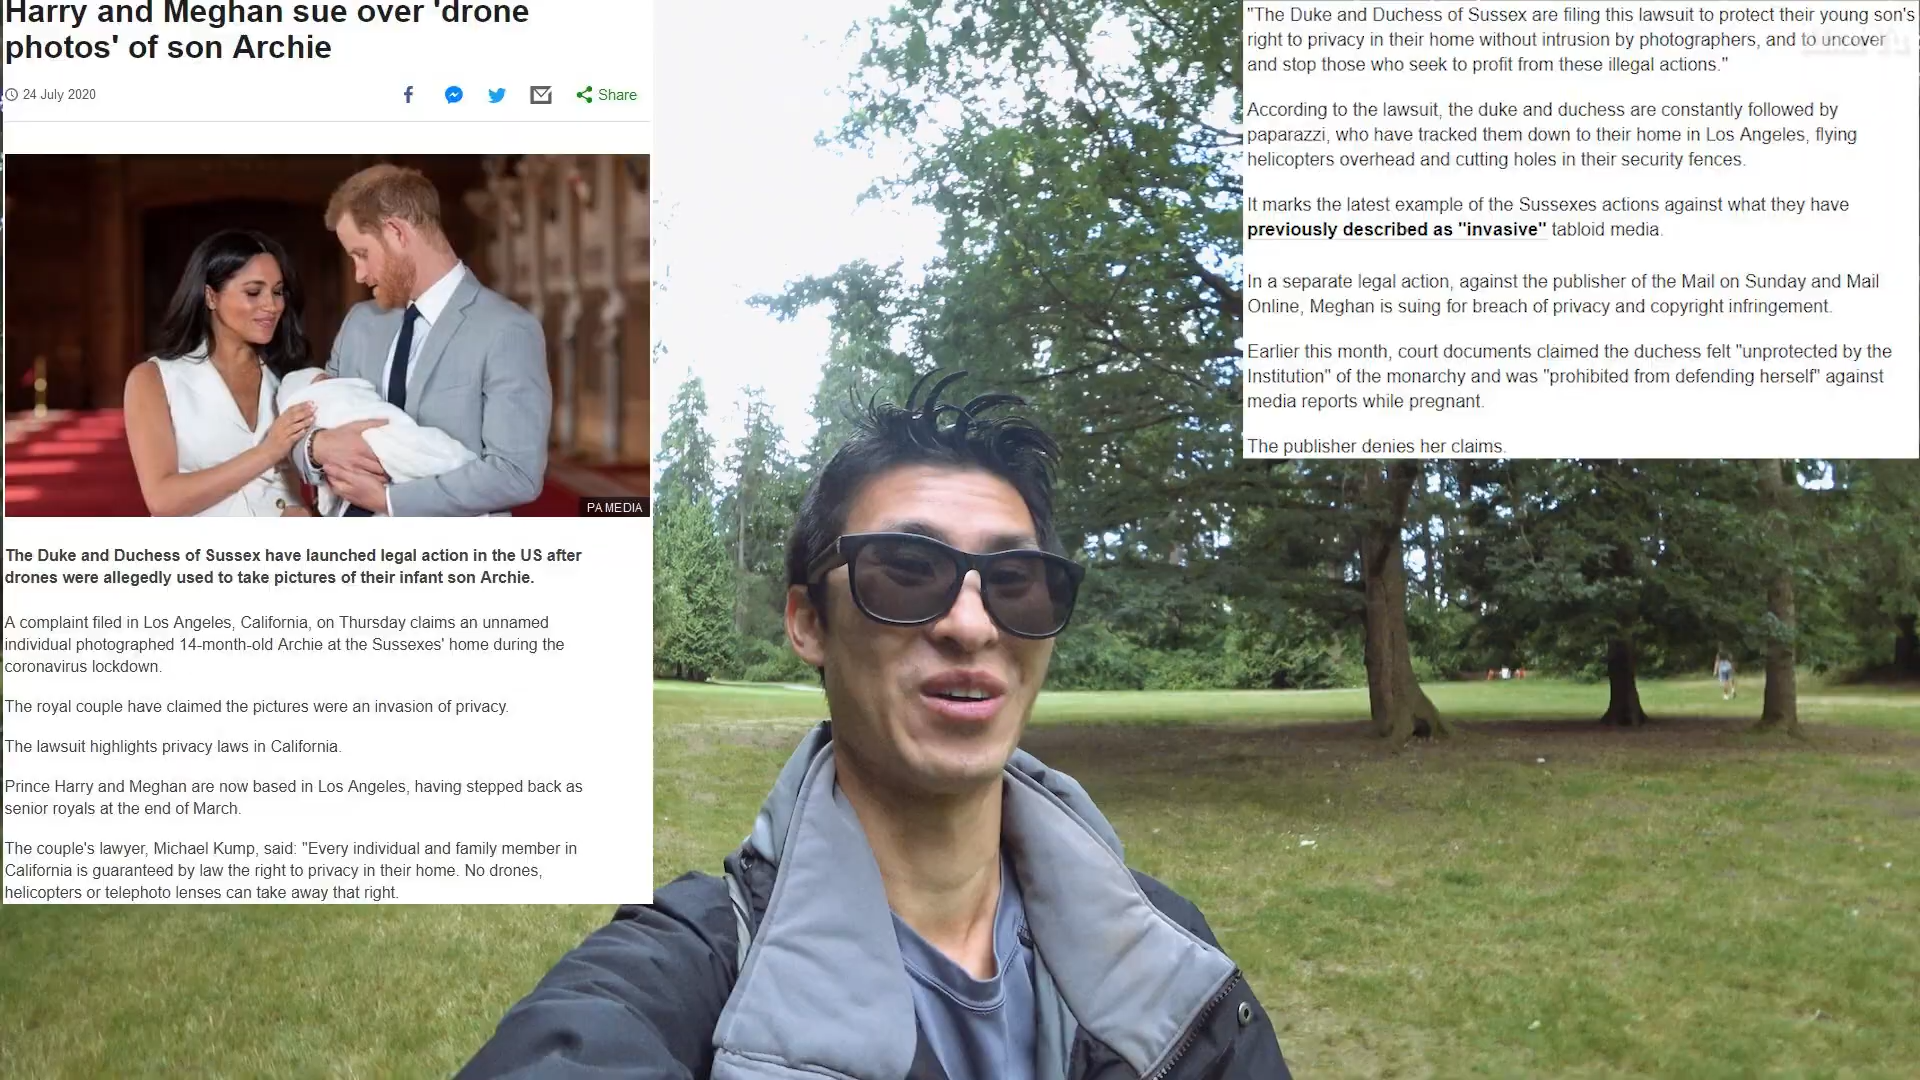 Harry and Meghan sue over 'drone
photos' of son Archie
24 July 2020
Share
PA MEDIA
The Duke and Duchess of Sussex have launched legal action in the US after
drones were allegedly used to take pictures of their infant son Archie.
A complaint filed in Los Angeles, California, on Thursday claims an unnamed
individual photographed 14-month-old Archie at the Sussexes' home during the
coronavirus lockdown.
The royal couple have claimed the pictures were an invasion of privacy.
The lawsuit highlights privacy laws in California.
Prince Harry and Meghan are now based in Los Angeles, having stepped back as
senior royals at the end of March.
The couple's lawyer, Michael Kump, said: "Every individual and family member in
California is guaranteed by law the right to privacy in their home. No drones,
helicopters or telephoto lenses can take away that right.
"The Duke and Duchess of Sussex are filing this lawsuit to protect their young son's
right to privacy in their home without intrusion by photographers, and to uncover
and stop those who seek to profit from these illegal actions."
According to the lawsuit, the duke and duchess are constantly followed by
paparazzi, who have tracked them down to their home in Los Angeles, flying
helicopters overhead and cutting holes in their security fences.
It marks the latest example of the Sussexes actions against what they have
previously described as "invasive" tabloid media.
In a separate legal action, against the publisher of the Mail on Sunday and Mail
Online, Meghan is suing for breach of privacy and copyright infringement.
Earlier this month, court documents claimed the duchess felt "unprotected by the
Institution" of the monarchy and was "prohibited from defending herself" against
media reports while pregnant.
The publisher denies her claims.